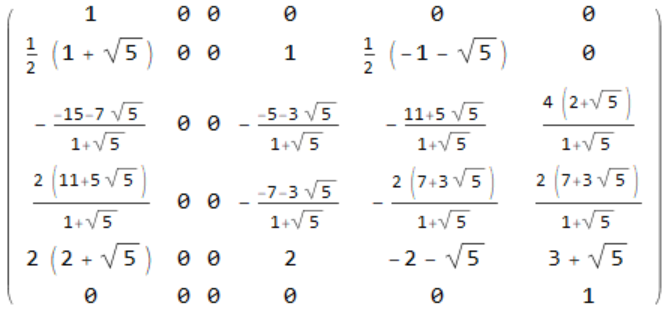 1 0 0 0 0 0
1/2 (1 + √5) 0 0 1 1/2 (-1 - √5) 0
- (-15-7 √5)/(1+√5) 0 0 - (-5-3 √5)/(1+√5) - (11+5 √5)/(1+√5) 4 (2+√5)/(1+√5)
2 (11+5 √5)/(1+√5) 0 0 - (-7-3 √5)/(1+√5) - 2 (7+3 √5)/(1+√5) 2 (7+3 √5)/(1+√5)
2 (2 + √5) 0 0 2 -2 - √5 3 + √5
0 0 0 0 0 1